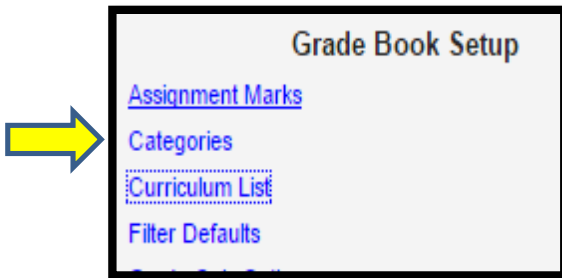 Grade Book Setup
Assignment Marks
Categories
Curriculum List
Filter Defaults